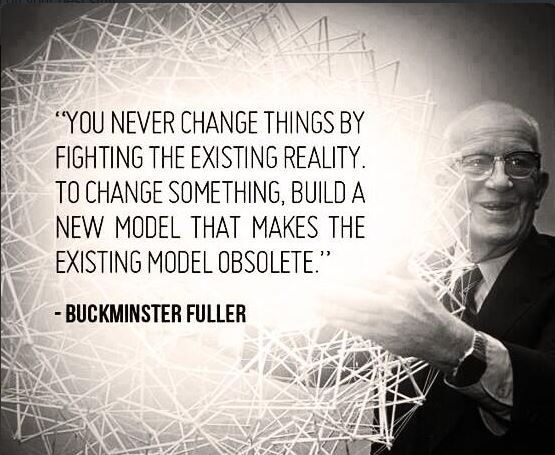 “YOU NEVER CHANGE THINGS BY
FIGHTING THE EXISTING REALITY.
TO CHANGE SOMETHING, BUILD A
NEW MODEL THAT MAKES THE
EXISTING MODEL OBSOLETE.”
- BUCKMINSTER FULLER